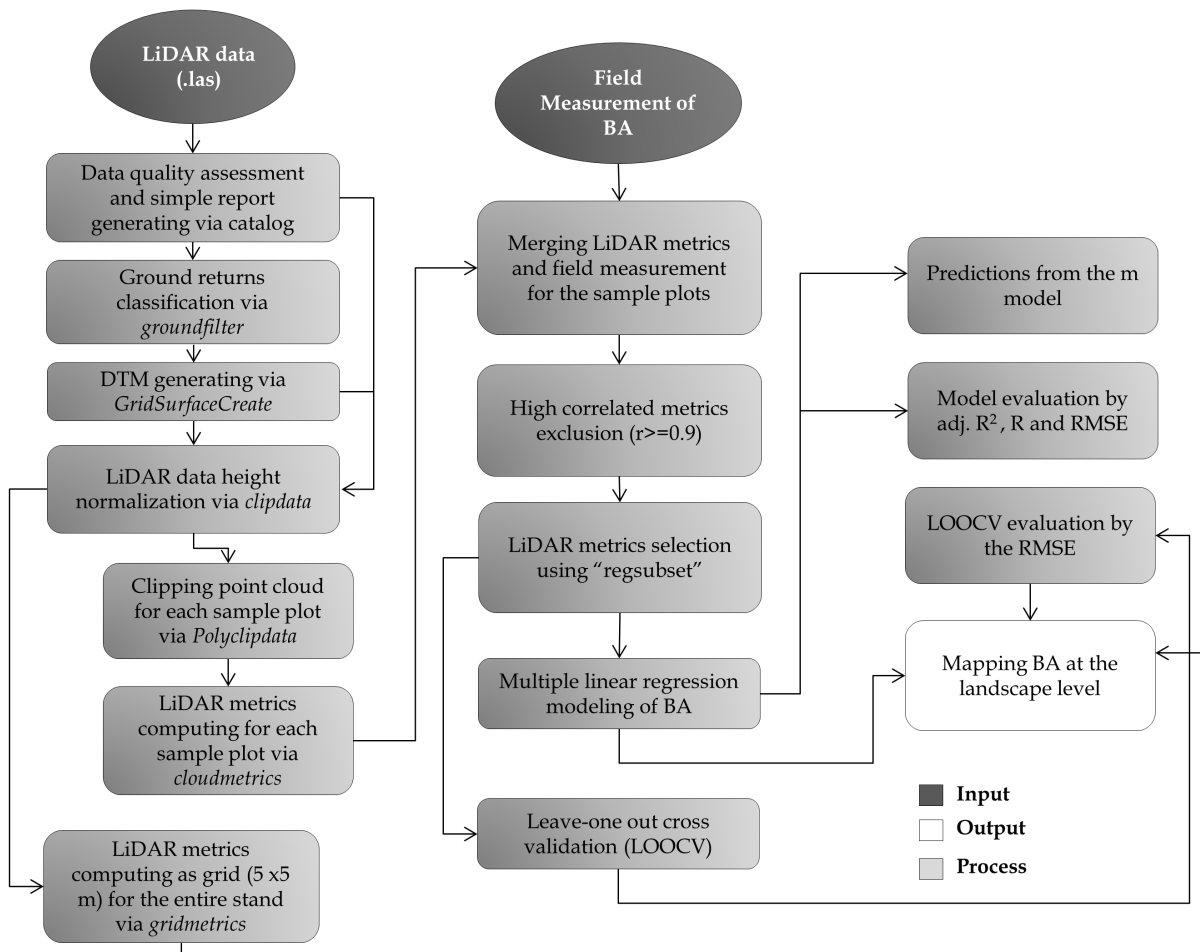 LiDAR data
(.las)
Data quality assessment
and simple report
generating via catalog
Ground returns
classification via
groundfilter
DTM generating via
GridSurfaceCreate
LiDAR data height
normalization via clipdata
Clipping point cloud
for each sample plot
via Polyclipdata
LiDAR metrics
computing for each
sample plot via
cloudmetrics
LiDAR metrics
computing as grid (5 x5
m) for the entire stand
via gridmetrics
Field
Measurement of
BA
Merging LiDAR metrics
and field measurement
for the sample plots
High correlated metrics
exclusion (r>=0.9)
LiDAR metrics selection
using “regsubset”
Multiple linear regression
modeling of BA
Leave-one out cross
validation (LOOCV)
Predictions from the m
model
Model evaluation by
adj. R², R and RMSE
LOOCV evaluation by
the RMSE
Mapping BA at the
landscape level
Input
Output
Process